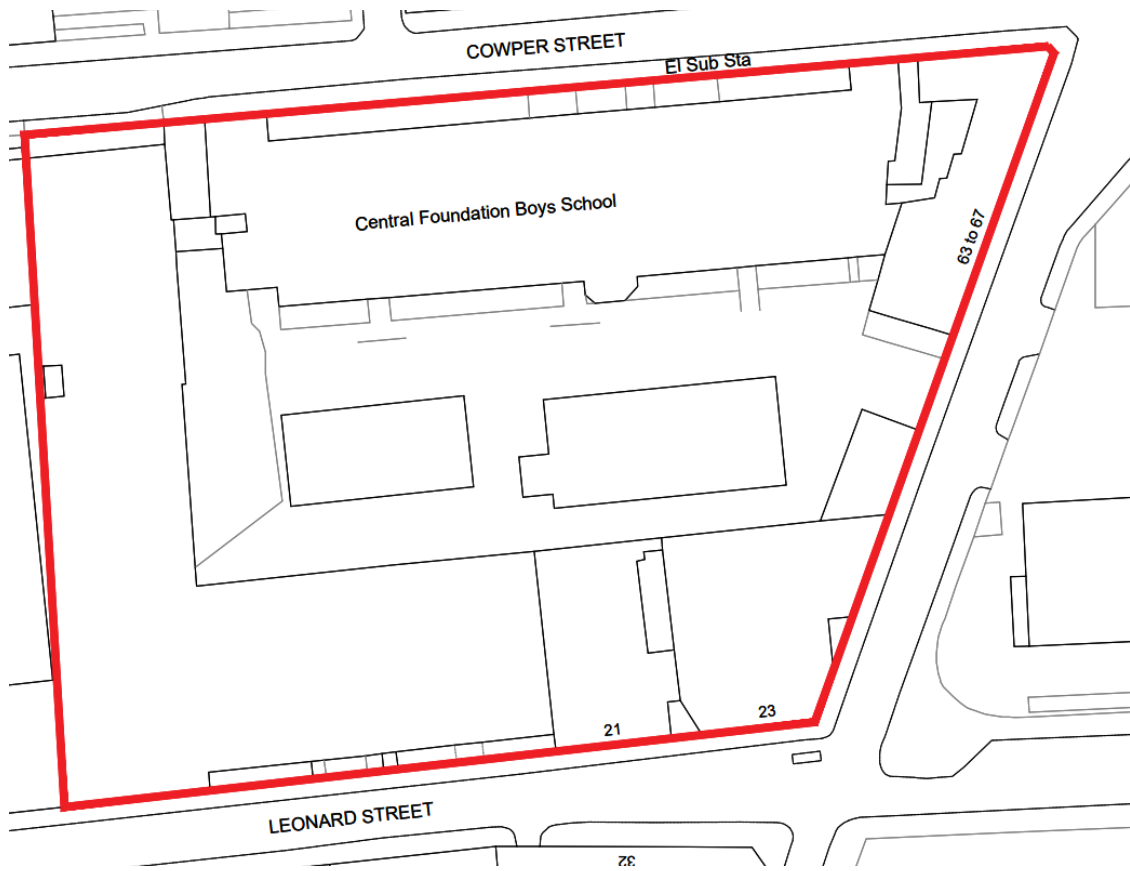 COWPER STREET
El Sub Sta
Central Foundation Boys School
63 to 67
23
21
LEONARD STREET
32